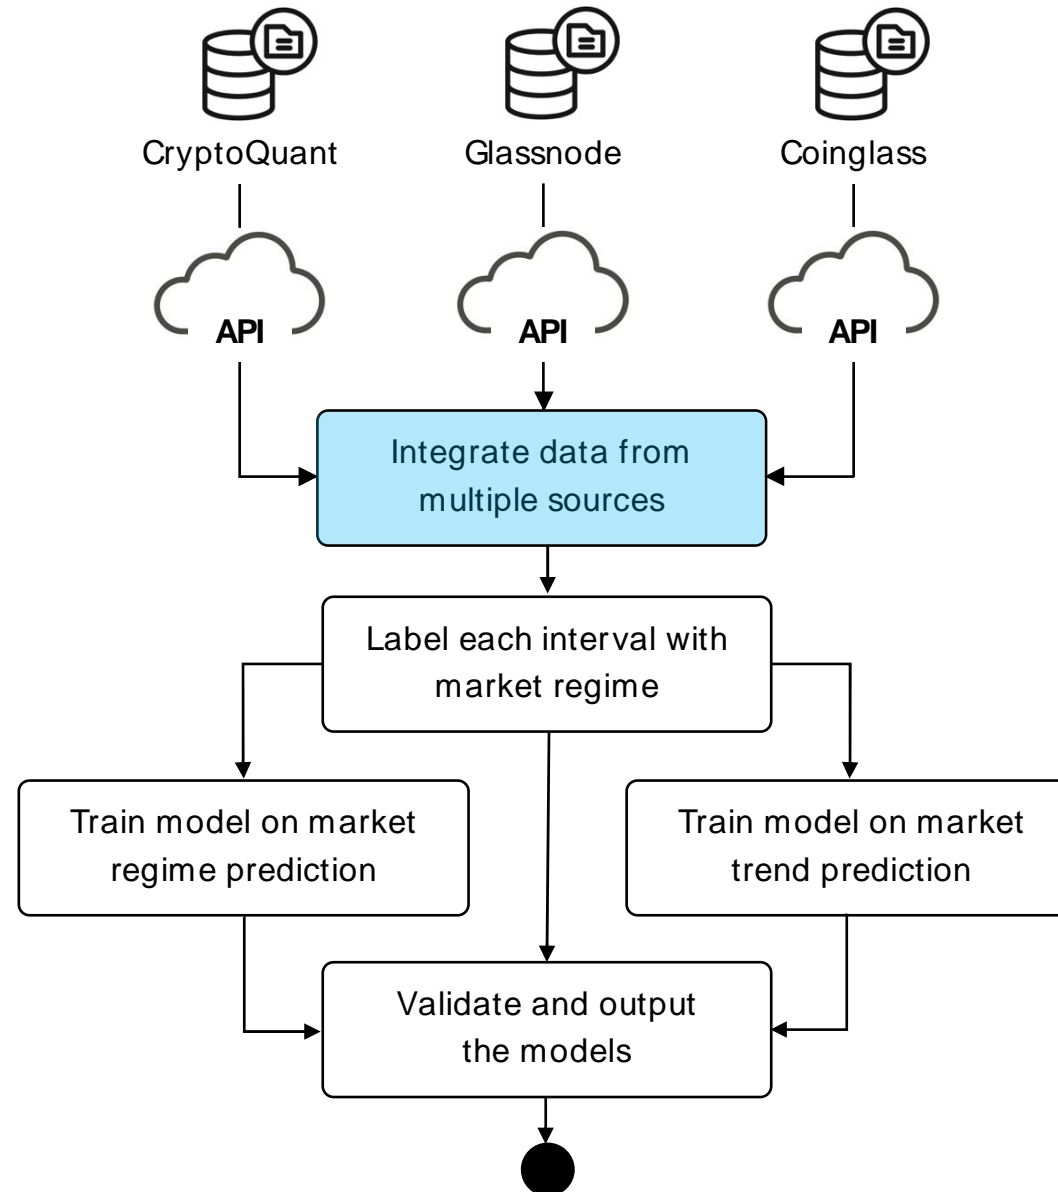 CryptoQuant
Glassnode
Coinglass
API
API
API
Integrate data from
multiple sources
Label each interval with
market regime
Train model on market
regime prediction
Train model on market
trend prediction
Validate and output
the models